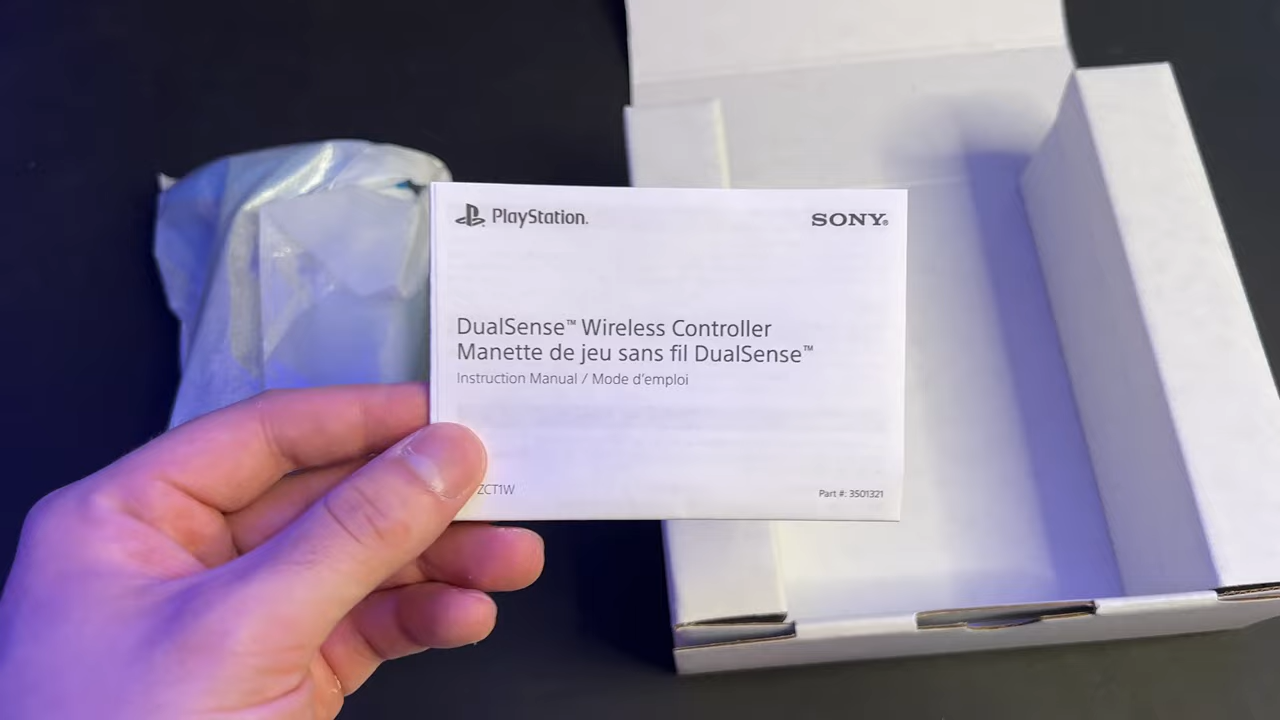 PlayStation®
SONY®
DualSense™ Wireless Controller
Manette de jeu sans fil DualSense™
Instruction Manual / Mode d'emploi
ZCT1W
Part #: 3501321